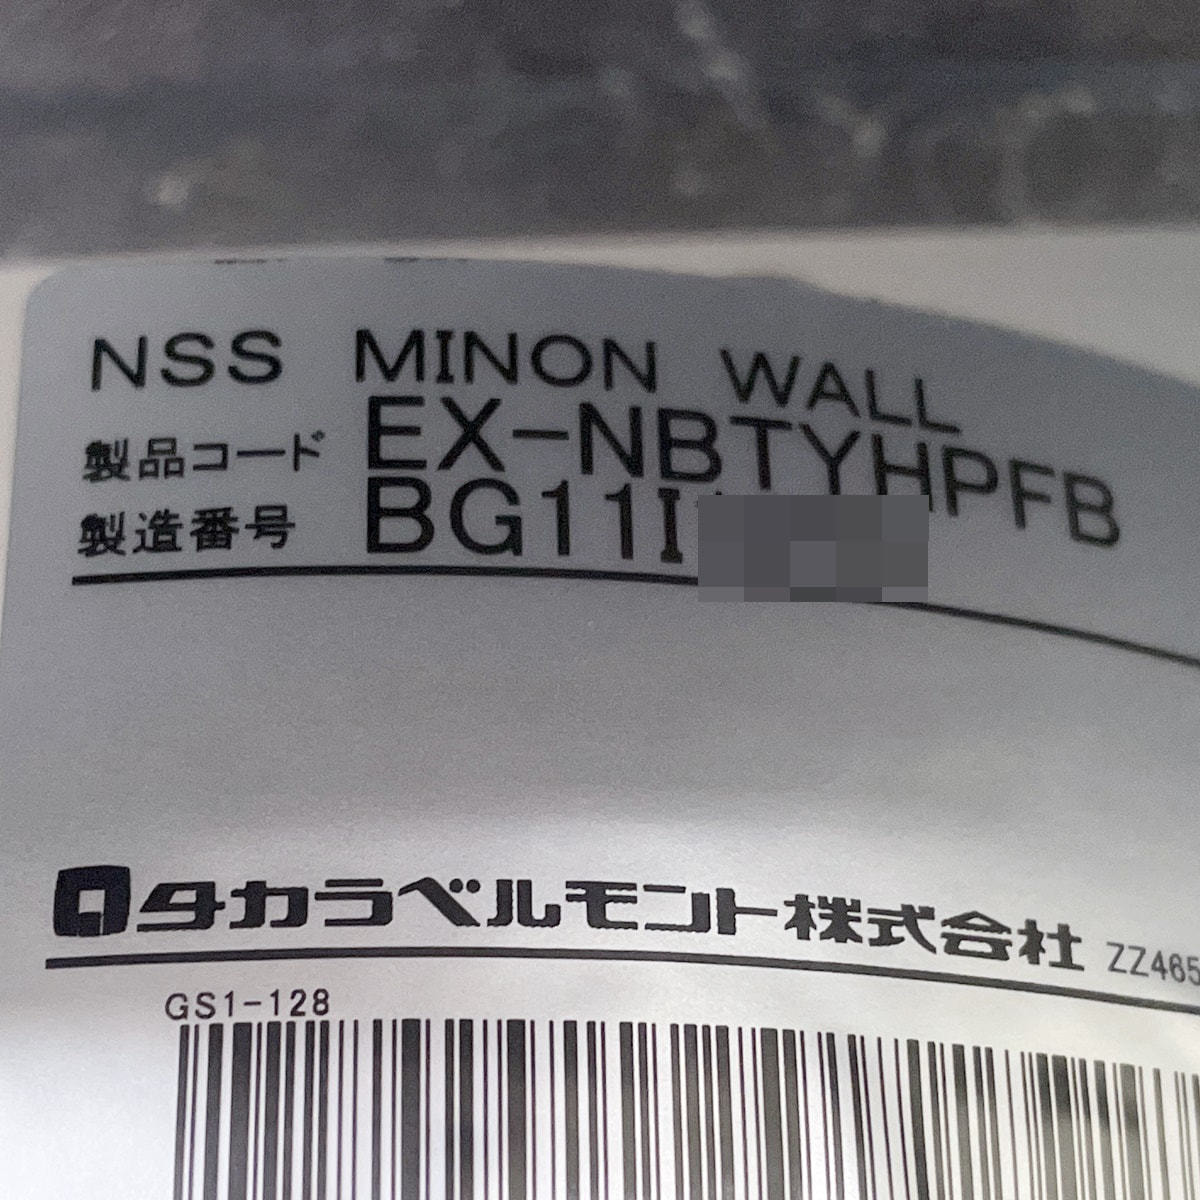 NSS MINON WALL
製品コード EX-NBTYHPFB
製造番号 BG11I
タカラベルモント株式会社 ZZ465
GS1-128